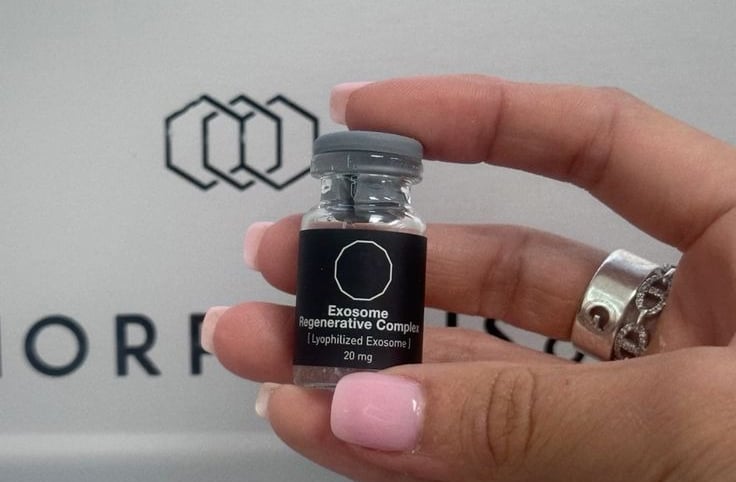 Exosome
Regenerative Complex
[ Lyophilized Exosome ]
20 mg